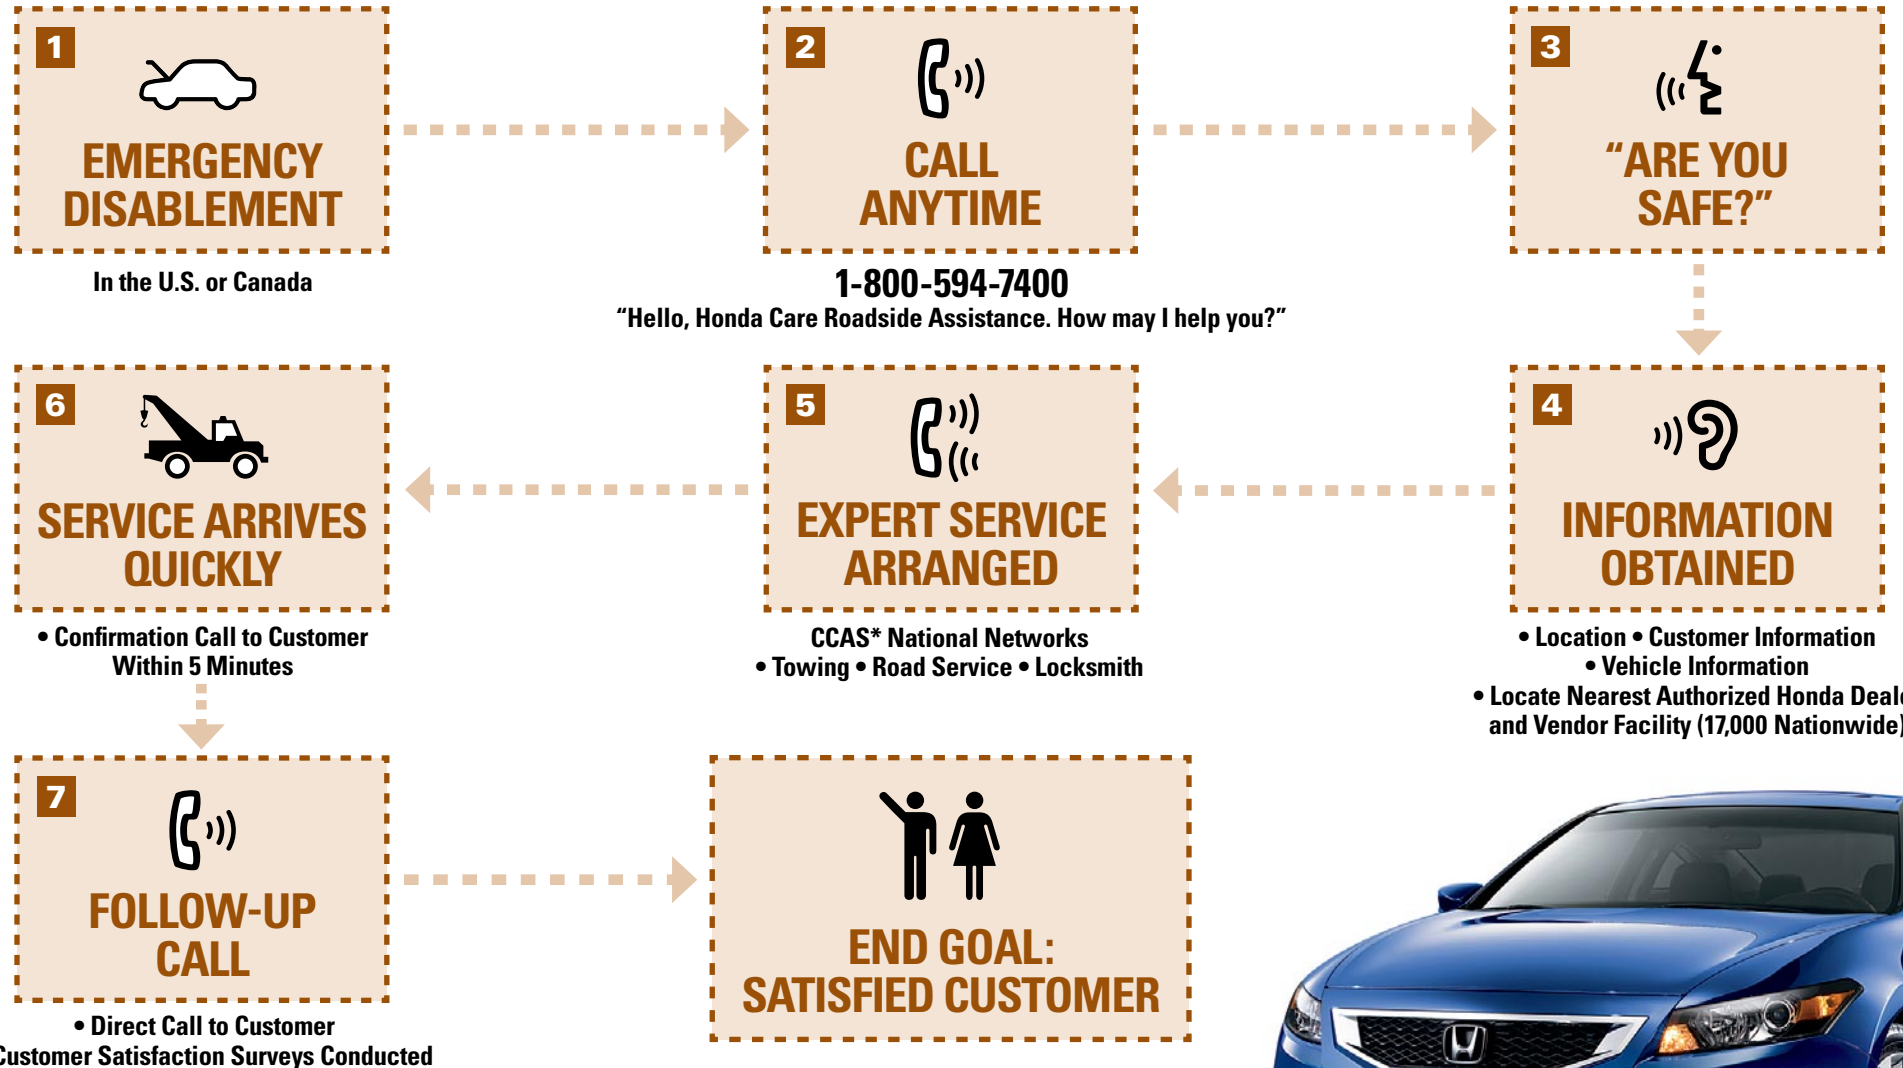 1
EMERGENCY
DISABLEMENT
In the U.S. or Canada
2
CALL
ANYTIME
1-800-594-7400
“Hello, Honda Care Roadside Assistance. How may I help you?”
3
“ARE YOU
SAFE?”
4
INFORMATION
OBTAINED
• Location • Customer Information
• Vehicle Information
• Locate Nearest Authorized Honda
and Vendor Facility (17,000 Nationwide)
5
EXPERT SERVICE
ARRANGED
CCAS* National Networks
• Towing • Road Service • Locksmith
6
SERVICE ARRIVES
QUICKLY
• Confirmation Call to Customer
Within 5 Minutes
7
FOLLOW-UP
CALL
• Direct Call to Customer
Customer Satisfaction Surveys Conducted
END GOAL:
SATISFIED CUSTOMER